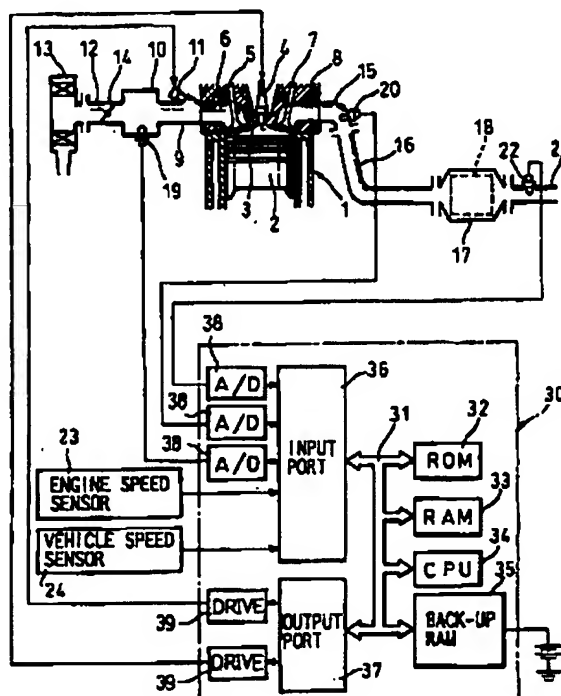 13 12 14 10 11 6 5 4 7 8 15 20
16 18 22 2
9
19 3 2 1 17
38
A/D
36
31
30
38
A/D
32
ROM
38
A/D
INPUT PORT
33
RAM
23
ENGINE SPEED SENSOR
34
CPU
VEHICLE SPEED SENSOR
24
35
DRIVE
39
OUTPUT PORT
BACK-UP RAM
DRIVE
39
37